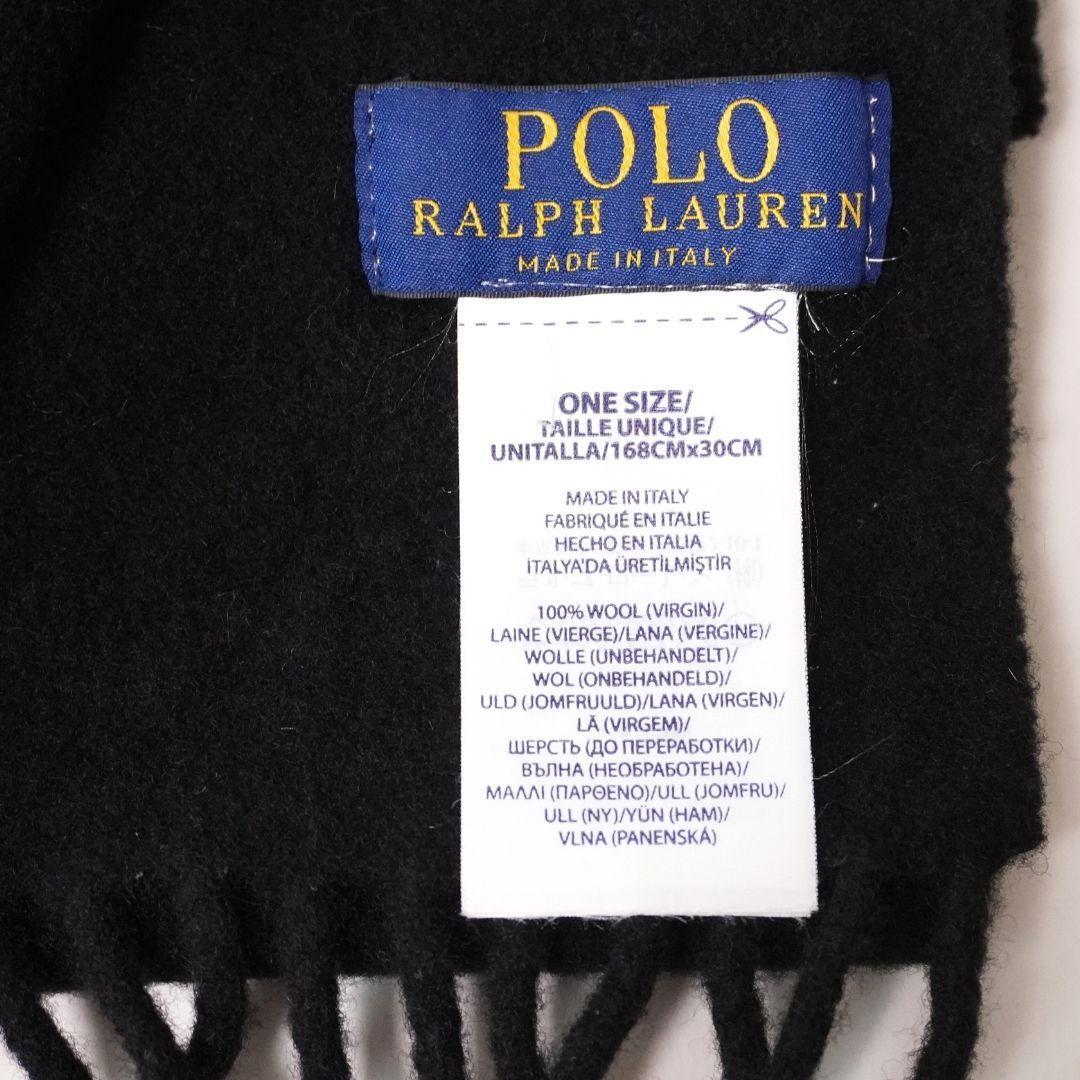 POLO
RALPH LAUREN
MADE IN ITALY
ONE SIZE/
TAILLE UNIQUE/
UNITALLA/168CMx30CM
MADE IN ITALY
FABRIQUÉ EN ITALIE
HECHO EN ITALIA
İTALYA'DA ÜRETİLMİŞTİR
100% WOOL (VIRGIN)/
LAINE (VIERGE)/LANA (VERGINE)/
WOLLE (UNBEHANDELT)/
WOL (ONBEHANDELD)/
ULD (JOMFRUULD)/LANA (VIRGEN)/
LÃ (VIRGEM)/
ШЕРСТЬ (ДО ПЕРЕРАБОТКИ)/
ВЪЛНА (НЕОБРАБОТЕНА)/
ΜΑΛΛΙ (ΠΑΡΘΕΝΟ)/ULL (JOMFRU)/
ULL (NY)/YÜN (HAM)/
VLNA (PANENSKÁ)